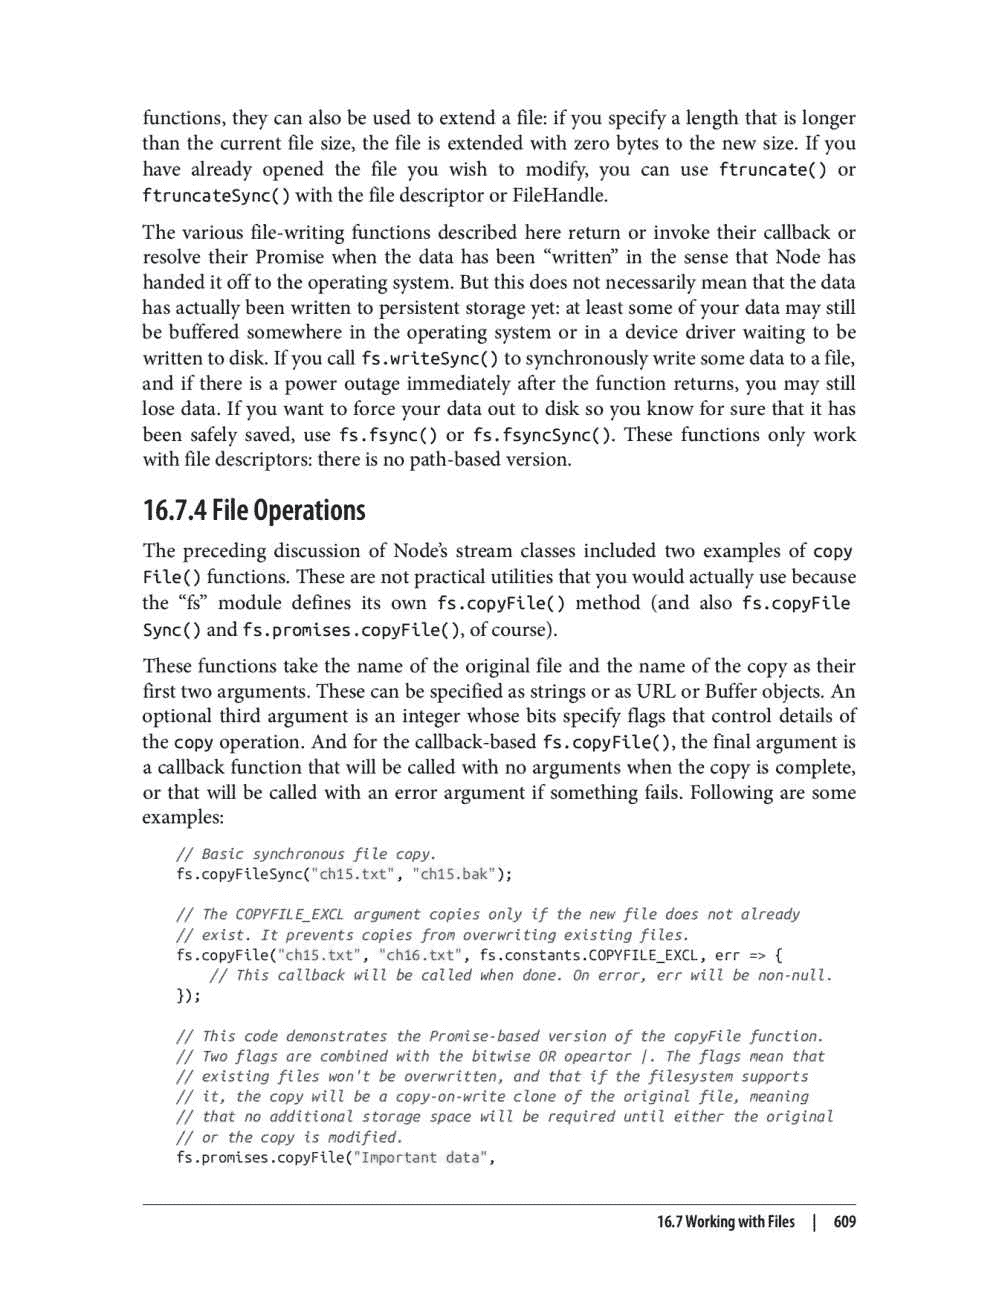 functions, they can also be used to extend a file: if you specify a length that is longer
than the current file size, the file is extended with zero bytes to the new size. If you
have already opened the file you wish to modify, you can use ftruncate() or
ftruncateSync() with the file descriptor or FileHandle.
The various file-writing functions described here return or invoke their callback or
resolve their Promise when the data has been “written” in the sense that Node has
handed it off to the operating system. But this does not necessarily mean that the data
has actually been written to persistent storage yet: at least some of your data may still
be buffered somewhere in the operating system or in a device driver waiting to be
written to disk. If you call fs.writeSync() to synchronously write some data to a file,
and if there is a power outage immediately after the function returns, you may still
lose data. If you want to force your data out to disk so you know for sure that it has
been safely saved, use fs.fsync() or fs.fsyncSync(). These functions only work
with file descriptors: there is no path-based version.
16.7.4 File Operations
The preceding discussion of Node’s stream classes included two examples of copy
File() functions. These are not practical utilities that you would actually use because
the “fs” module defines its own fs.copyFile() method (and also fs.copyFile
Sync() and fs.promises.copyFile(), of course).
These functions take the name of the original file and the name of the copy as their
first two arguments. These can be specified as strings or as URL or Buffer objects. An
optional third argument is an integer whose bits specify flags that control details of
the copy operation. And for the callback-based fs.copyFile(), the final argument is
a callback function that will be called with no arguments when the copy is complete,
or that will be called with an error argument if something fails. Following are some
examples:
// Basic synchronous file copy.
fs.copyFileSync("ch15.txt", "ch15.bak");
// The COPYFILE_EXCL argument copies only if the new file does not already
// exist. It prevents copies from overwriting existing files.
fs.copyFile("ch15.txt", "ch16.txt", fs.constants.COPYFILE_EXCL, err => {
// This callback will be called when done. On error, err will be non-null.
});
// This code demonstrates the Promise-based version of the copyFile function.
// Two flags are combined with the bitwise OR opeartor |. The flags mean that
// existing files won't be overwritten, and that if the filesystem supports
// it, the copy will be a copy-on-write clone of the original file, meaning
// that no additional storage space will be required until either the original
// or the copy is modified.
fs.promises.copyFile("Important data",
16.7 Working with Files | 609